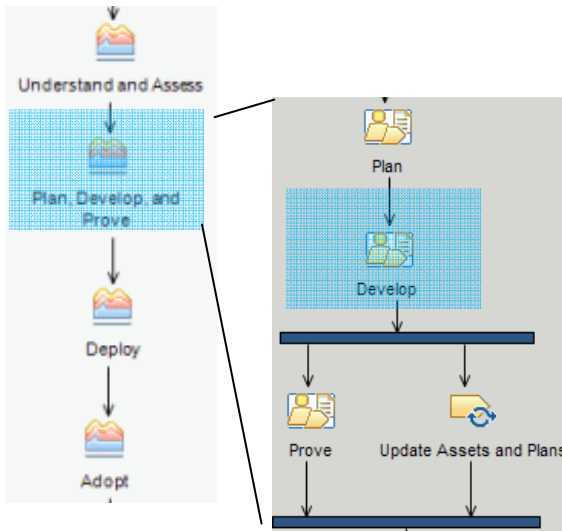 Understand and Assess
Plan, Develop, and
Prove
Deploy
Adopt
Plan
Develop
Prove
Update Assets and Plans